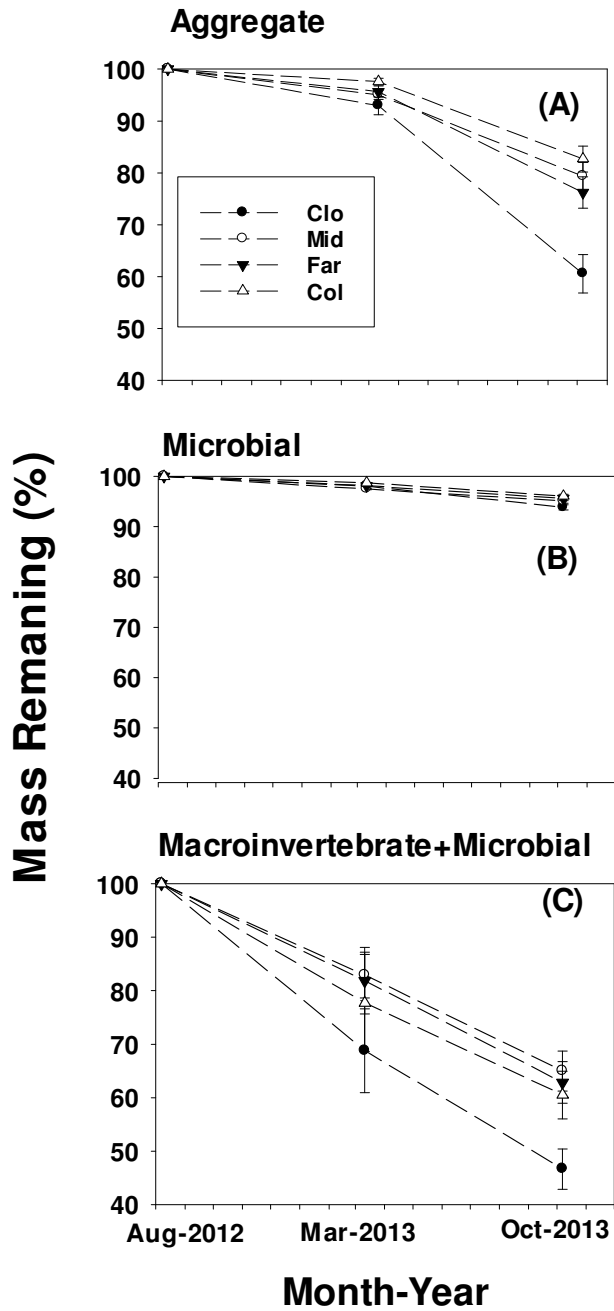 Aggregate
100
90
80
70
60
50
40
(A)
Clo
Mid
Far
Col
Microbial
100
90
80
70
60
50
40
(B)
Mass Remaning (%)
Macroinvertebrate+Microbial
100
90
80
70
60
50
40
(C)
Aug-2012 Mar-2013 Oct-2013
Month-Year